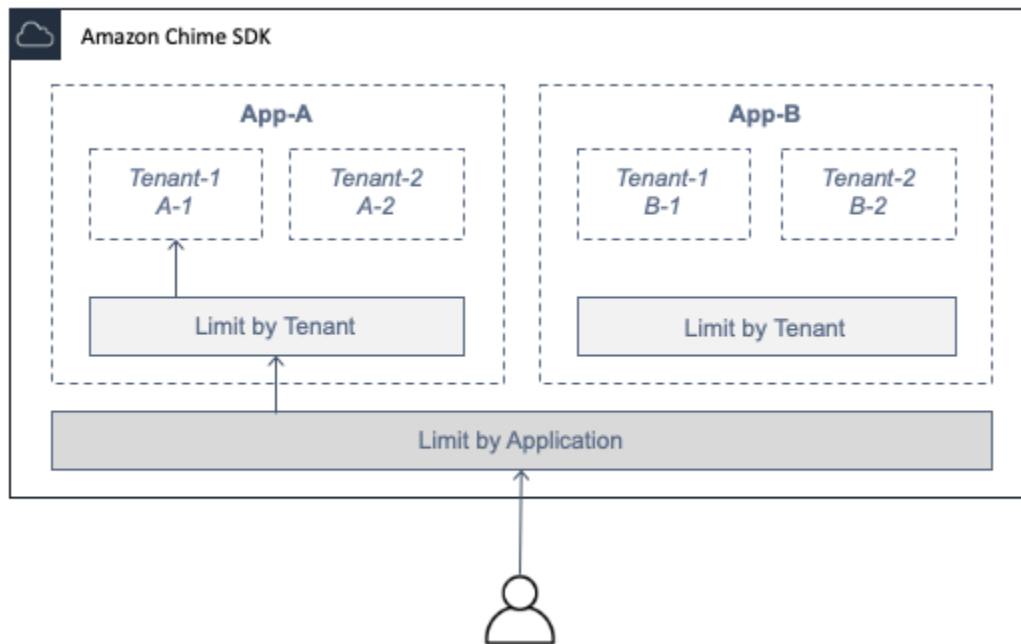 Amazon Chime SDK
App-A
Tenant-1
A-1
Tenant-2
A-2
Limit by Tenant
App-B
Tenant-1
B-1
Tenant-2
B-2
Limit by Tenant
Limit by Application